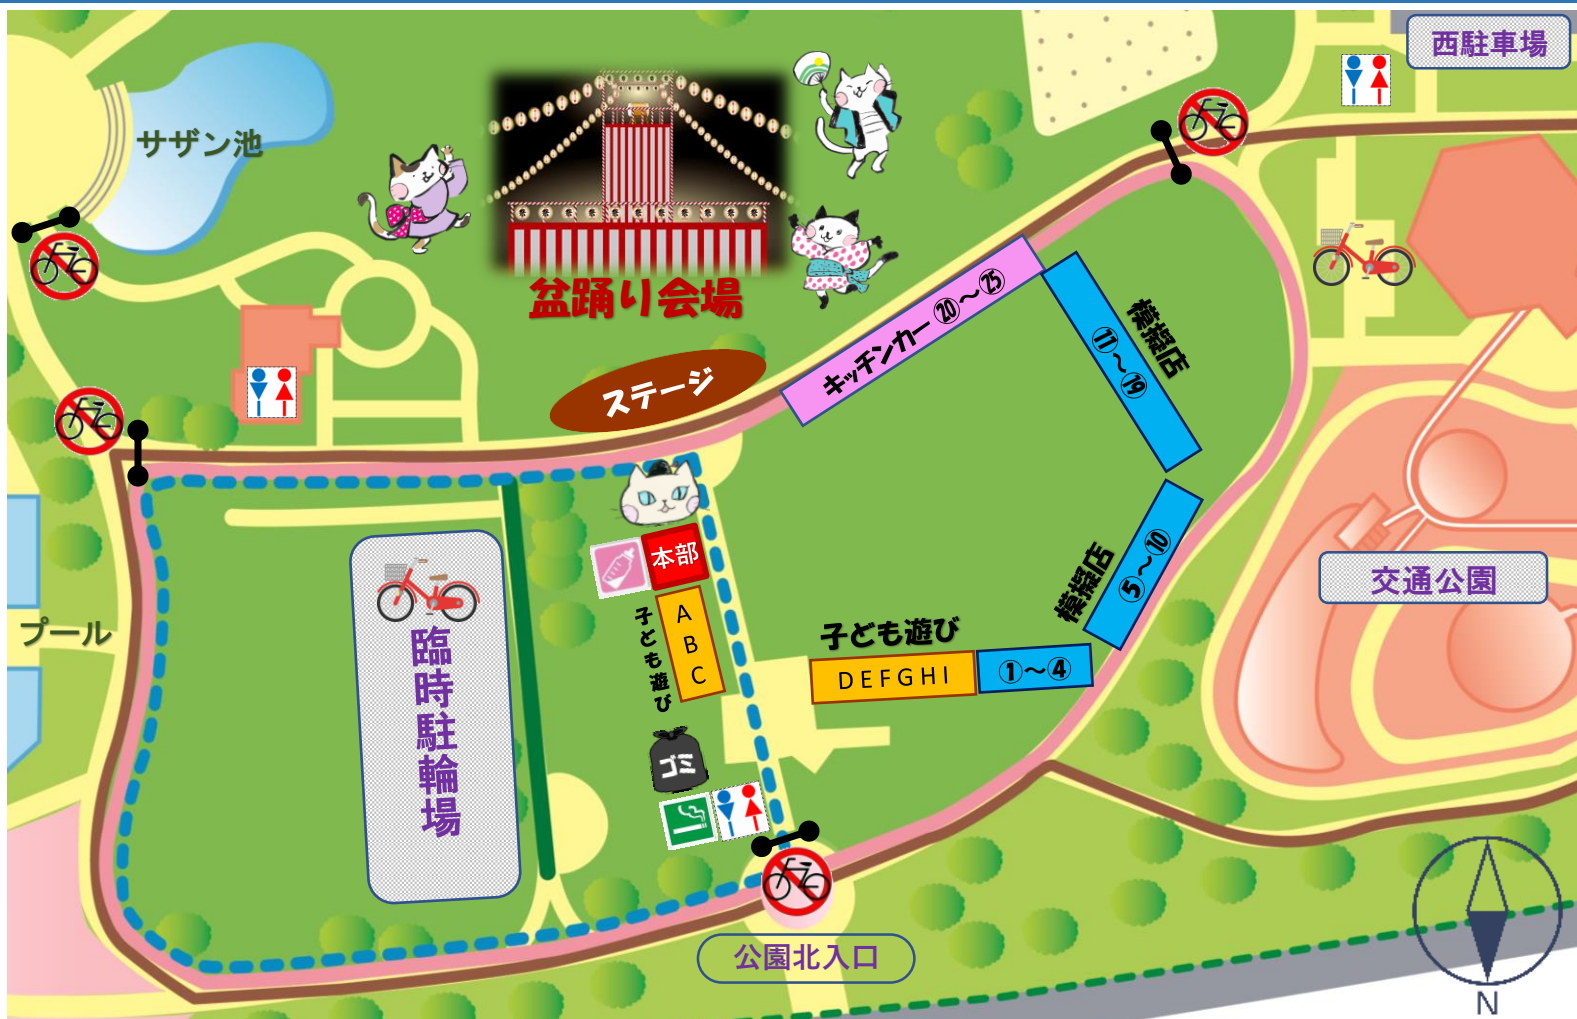 西駐車場
サザン池
盆踊り会場
キッチンカー ⑳～㉕
模擬店
⑪～⑲
ステージ
本部
模擬店
⑤～⑩
交通公園
プール
臨時駐輪場
子ども遊び
A
B
C
子ども遊び
D E F G H I
①～④
ゴミ
公園北入口
N